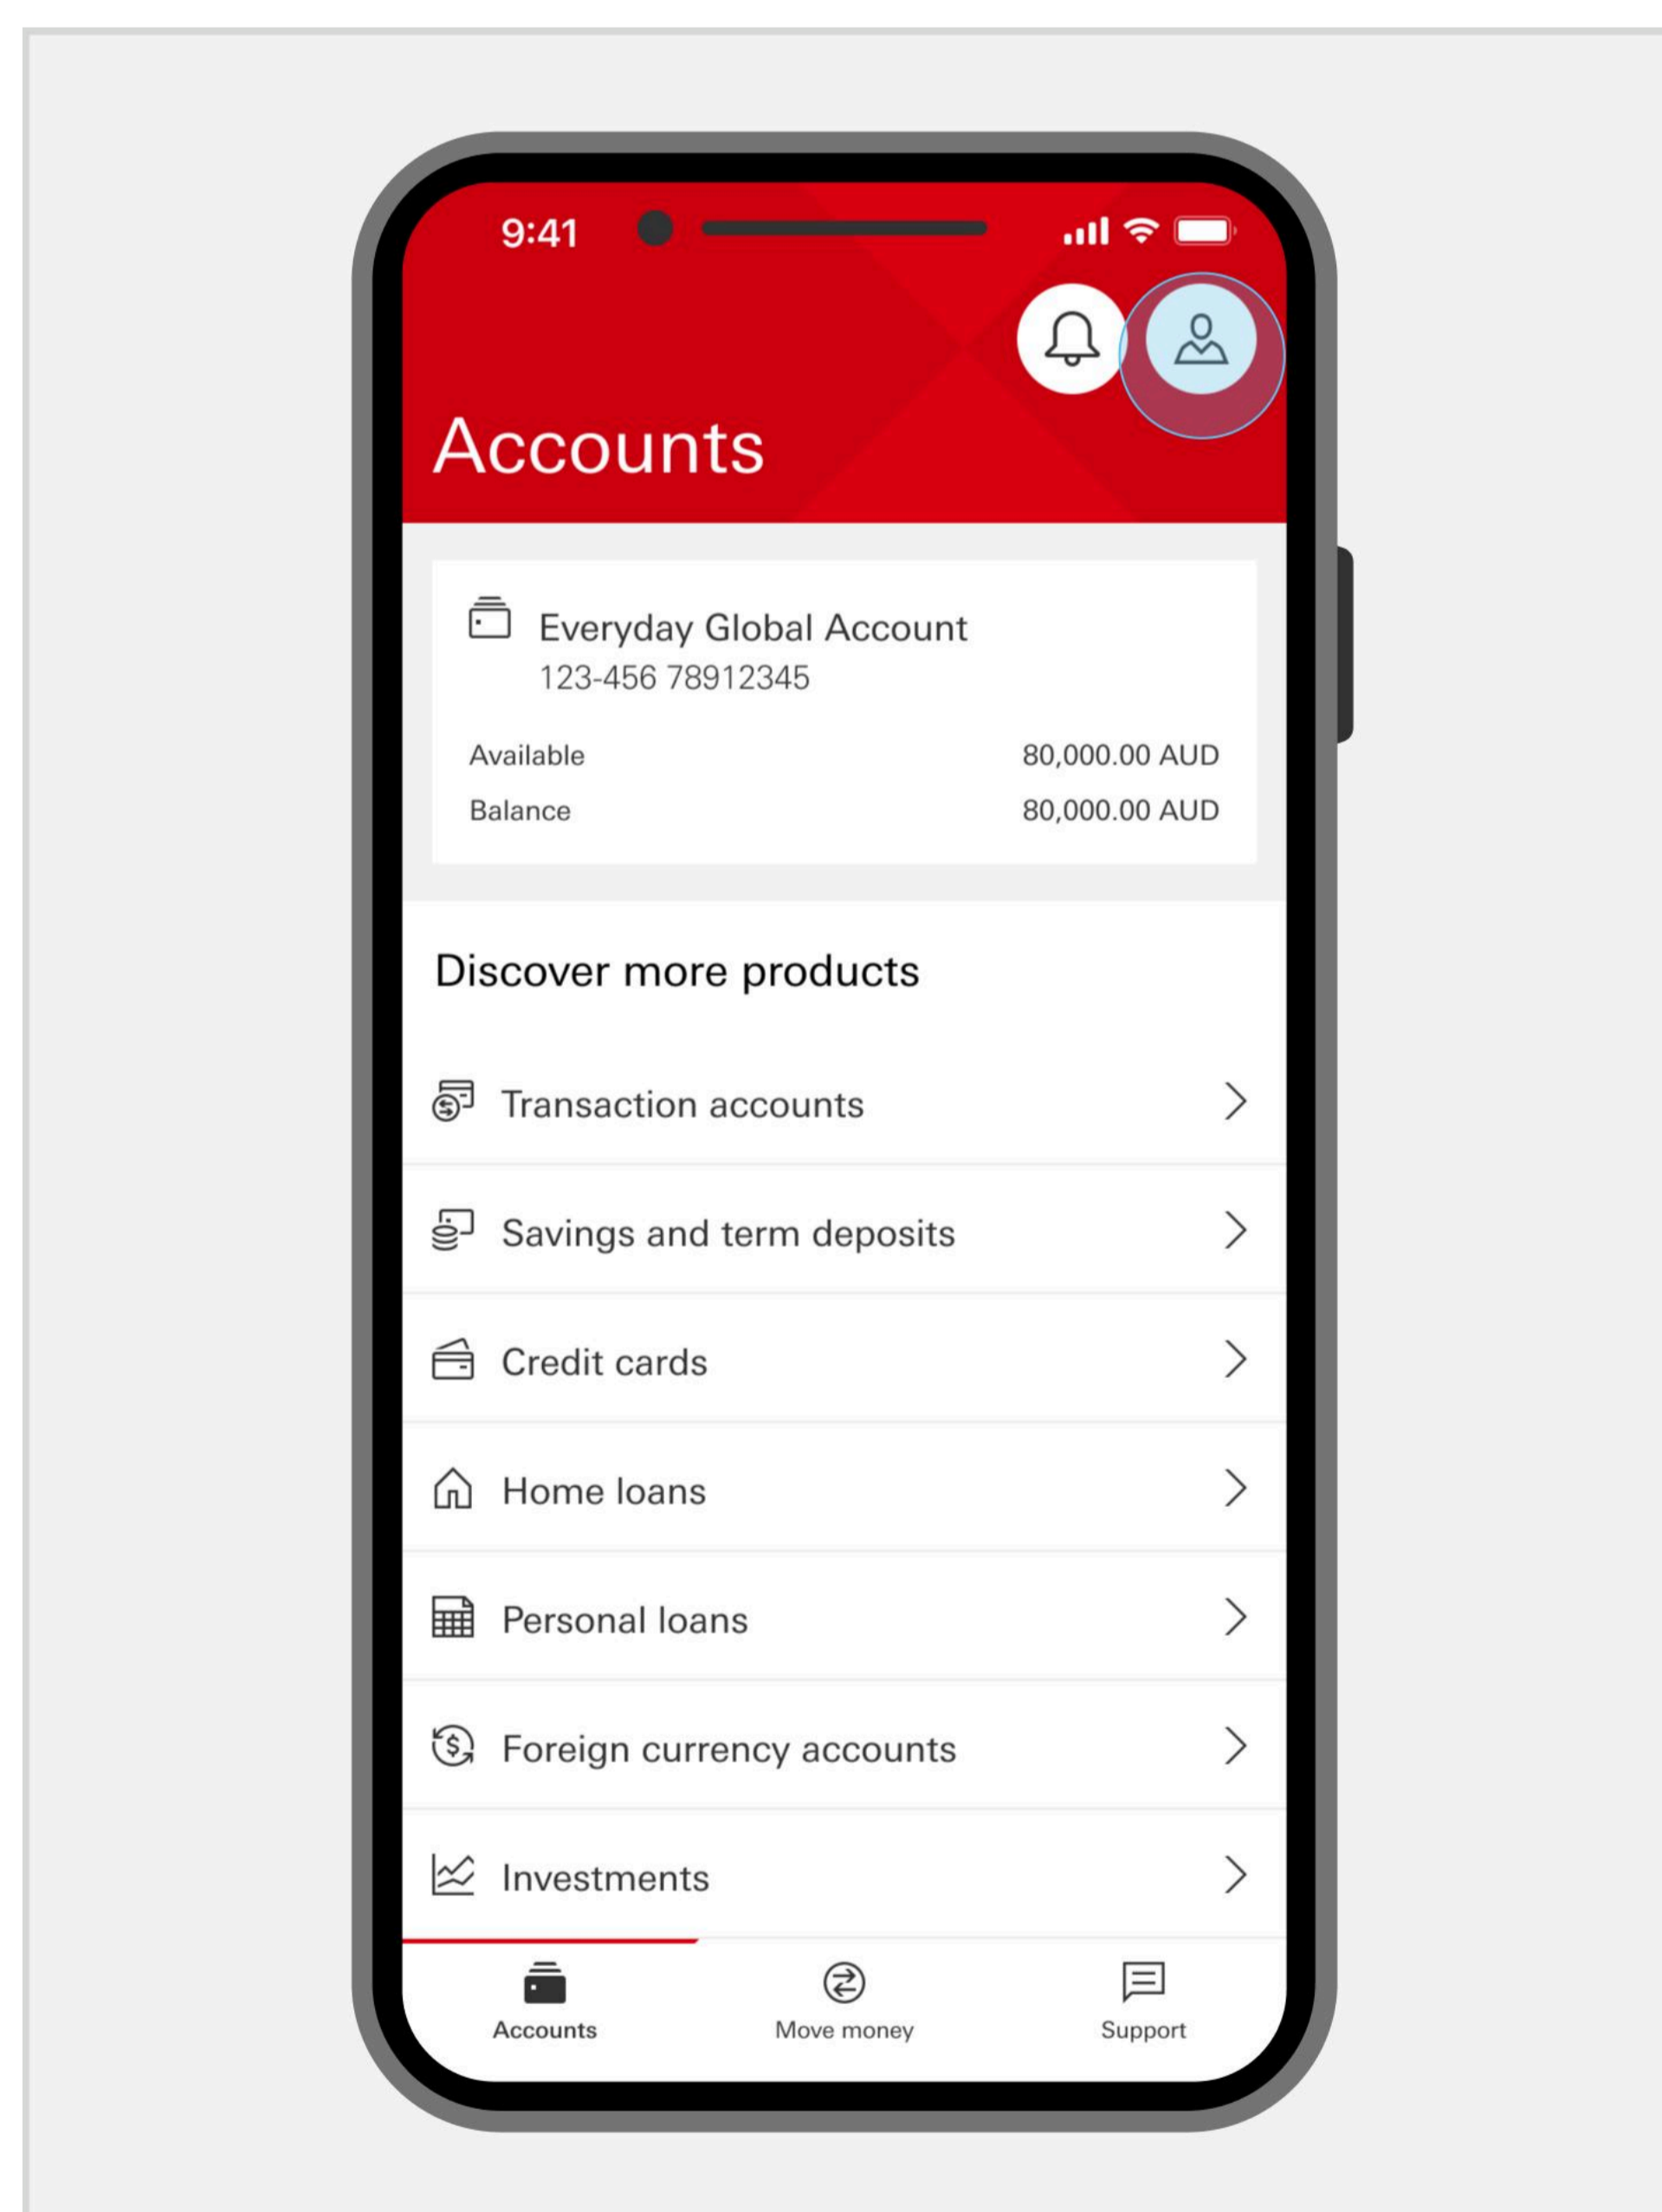 9:41
Accounts
Everyday Global Account
123-456 78912345
Available 80,000.00 AUD
Balance 80,000.00 AUD
Discover more products
Transaction accounts
Savings and term deposits
Credit cards
Home loans
Personal loans
Foreign currency accounts
Investments
Accounts Move money Support